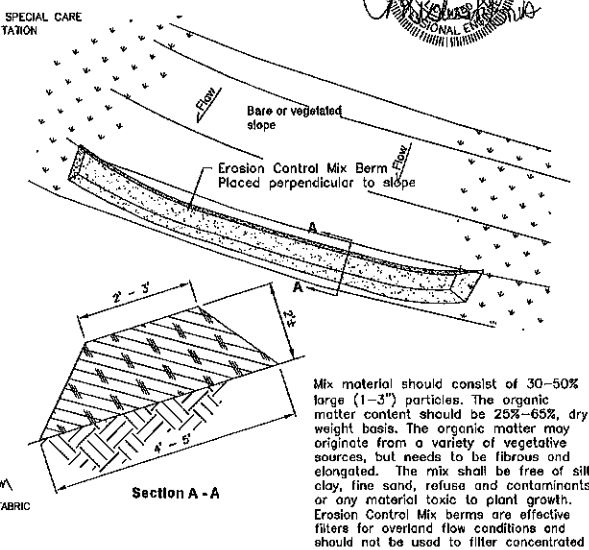 SPECIAL CARE
TATION
SIONAL EN
Flow
Bare or vegetated
slope
Flow
Erosion Control Mix Berm
Placed perpendicular to slope
A
A
2' - 3'
2'±
4' - 5'
Section A - A
FABRIC
Mix material should consist of 30-50%
large (1-3") particles. The organic
matter content should be 25%-65%, dry
weight basis. The organic matter may
originate from a variety of vegetative
sources, but needs to be fibrous and
elongated. The mix shall be free of silt
clay, fine sand, refuse and contaminants
or any material toxic to plant growth.
Erosion Control Mix berms are effective
filters for overland flow conditions and
should not be used to filter concentrated